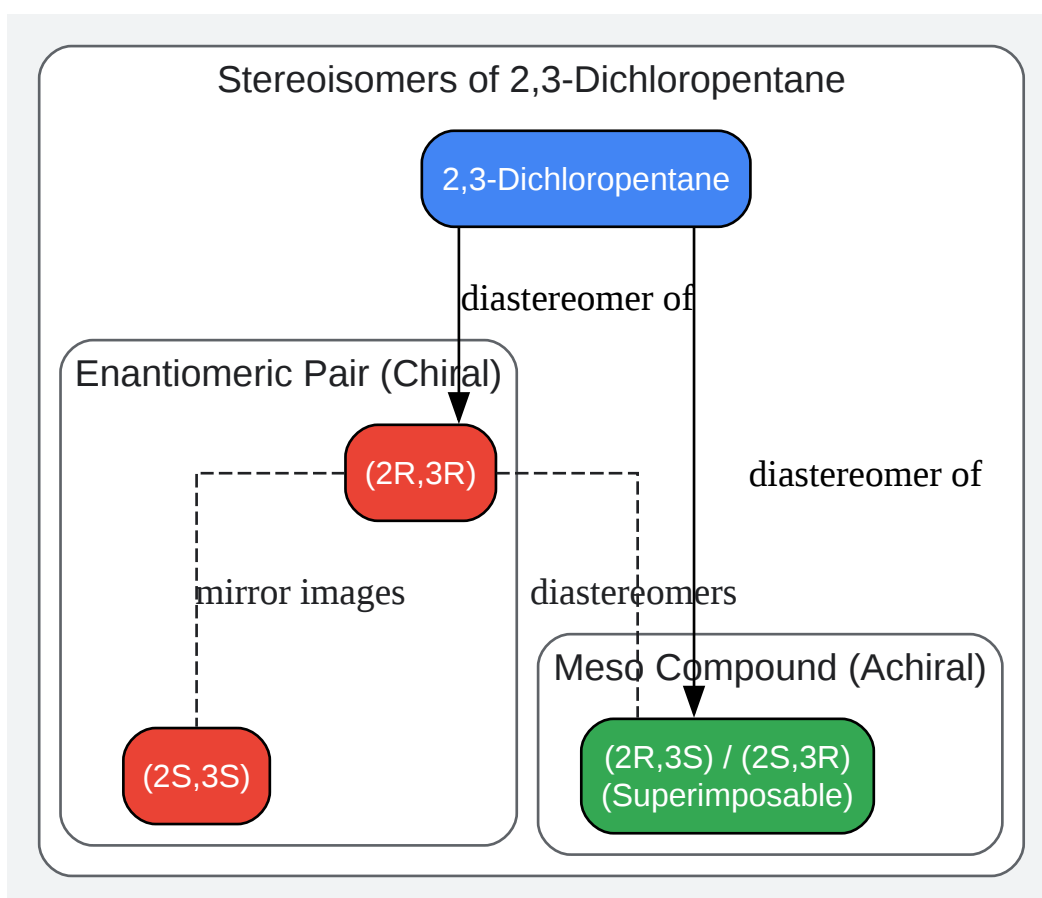 Stereoisomers of 2,3-Dichloropentane
2,3-Dichloropentane
diastereomer of
Enantiomeric Pair (Chiral)
(2R,3R)
diastereomer of
mirror images
diastereomers
Meso Compound (Achiral)
(2S,3S)
(2R,3S) / (2S,3R)
(Superimposable)